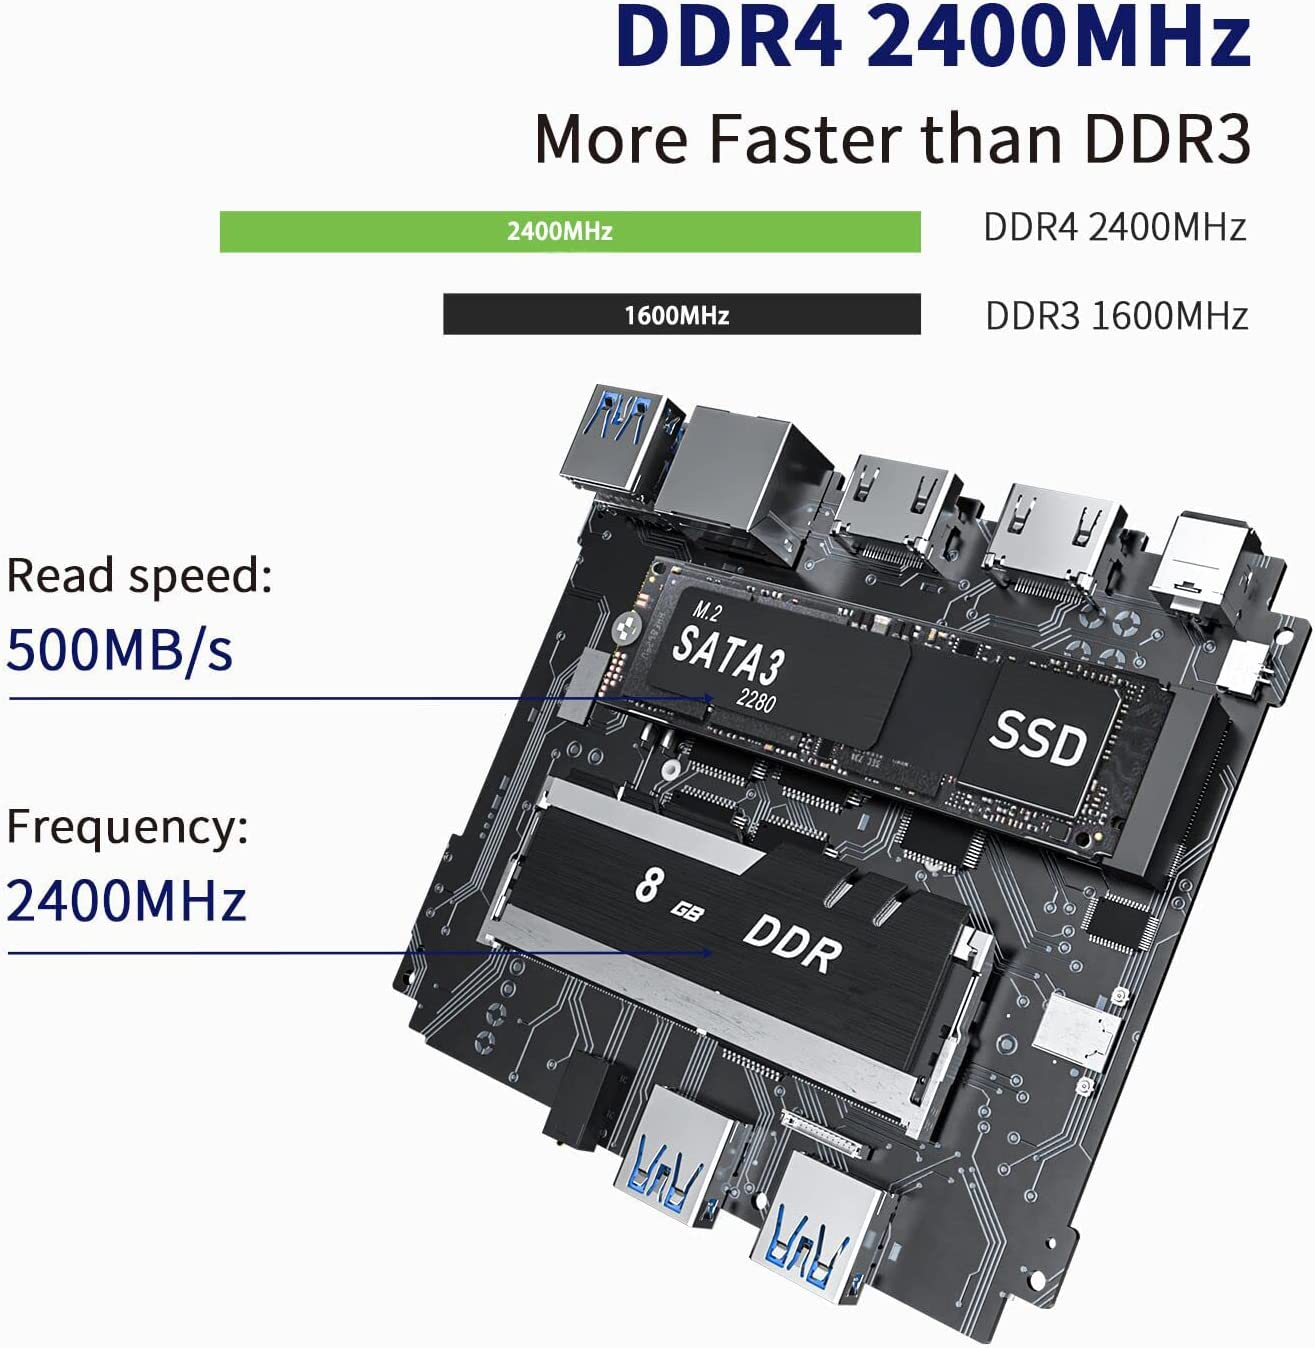 DDR4 2400MHz
More Faster than DDR3
2400MHz
DDR4 2400MHz
1600MHz
DDR3 1600MHz
Read speed:
500MB/s
M.2
SATA3
2280
SSD
Frequency:
2400MHz
8 GB DDR